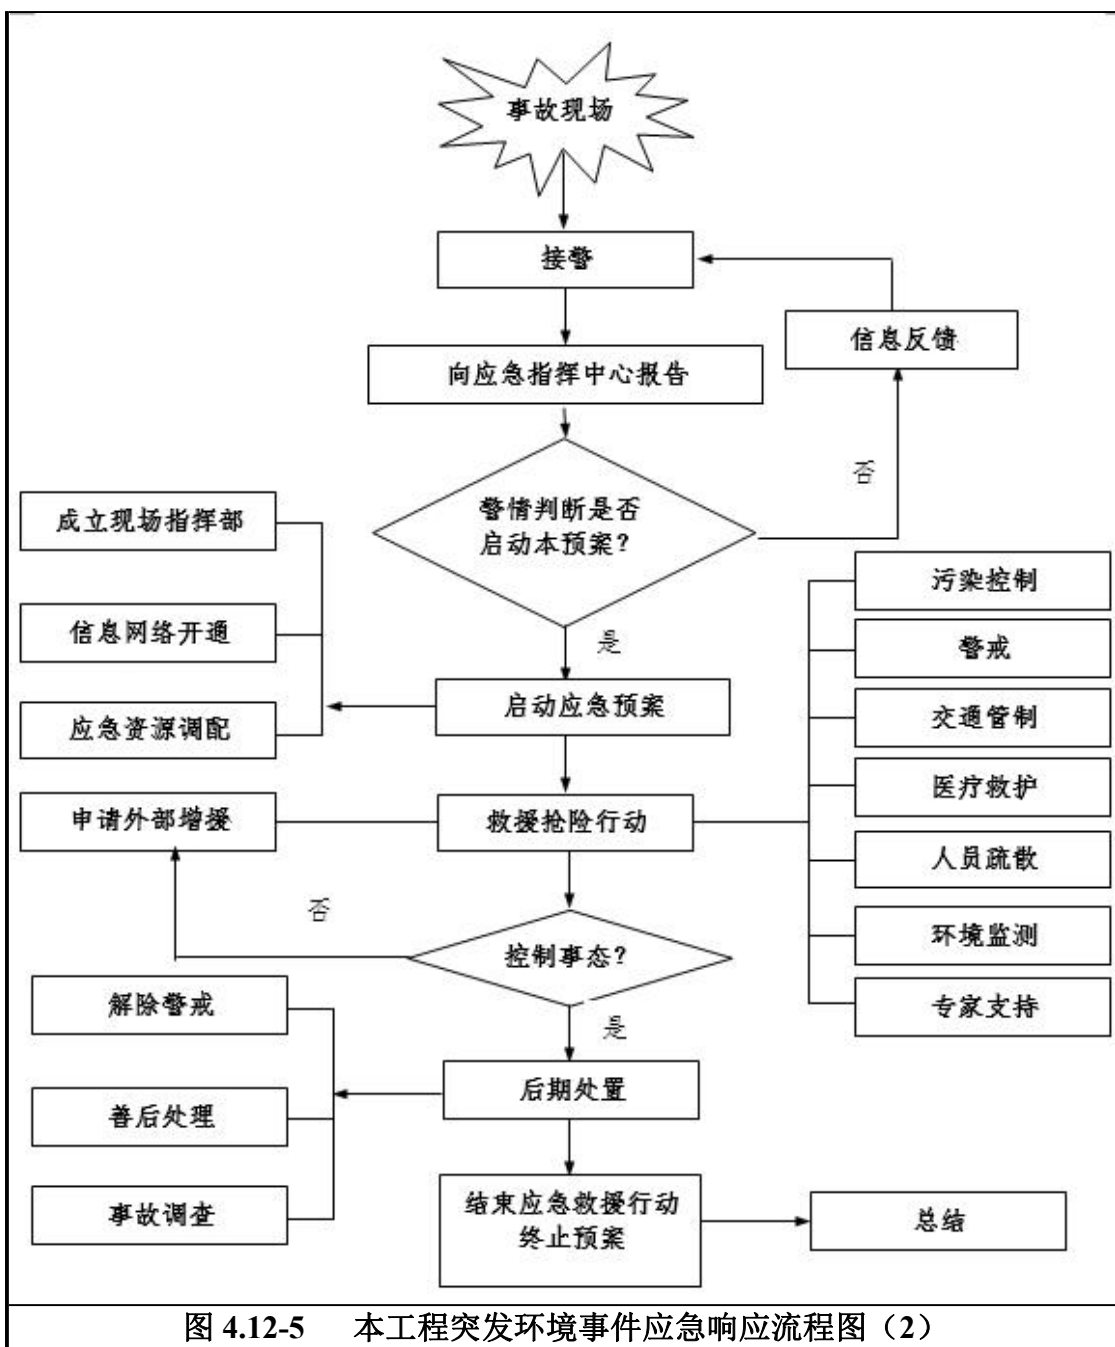 事故现场
接警
信息反馈
向应急指挥中心报告
否
警情判断是否
启动本预案？
成立现场指挥部
信息网络开通
应急资源调配
是
启动应急预案
污染控制
警戒
交通管制
医疗救护
人员疏散
环境监测
专家支持
申请外部增援
救援抢险行动
否
控制事态？
是
解除警戒
善后处理
事故调查
后期处置
结束应急救援行动
终止预案
总结
图 4.12-5 本工程突发环境事件应急响应流程图（2）